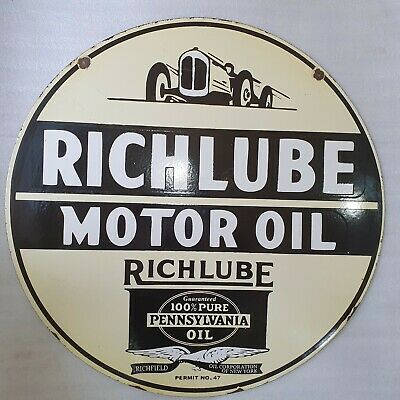 RICHLUBE
MOTOR OIL
RICHLUBE
Guaranteed
100% PURE
PENNSYLVANIA
OIL
RICHFIELD OIL CORPORATION
OF NEW YORK
PERMIT NO. 47